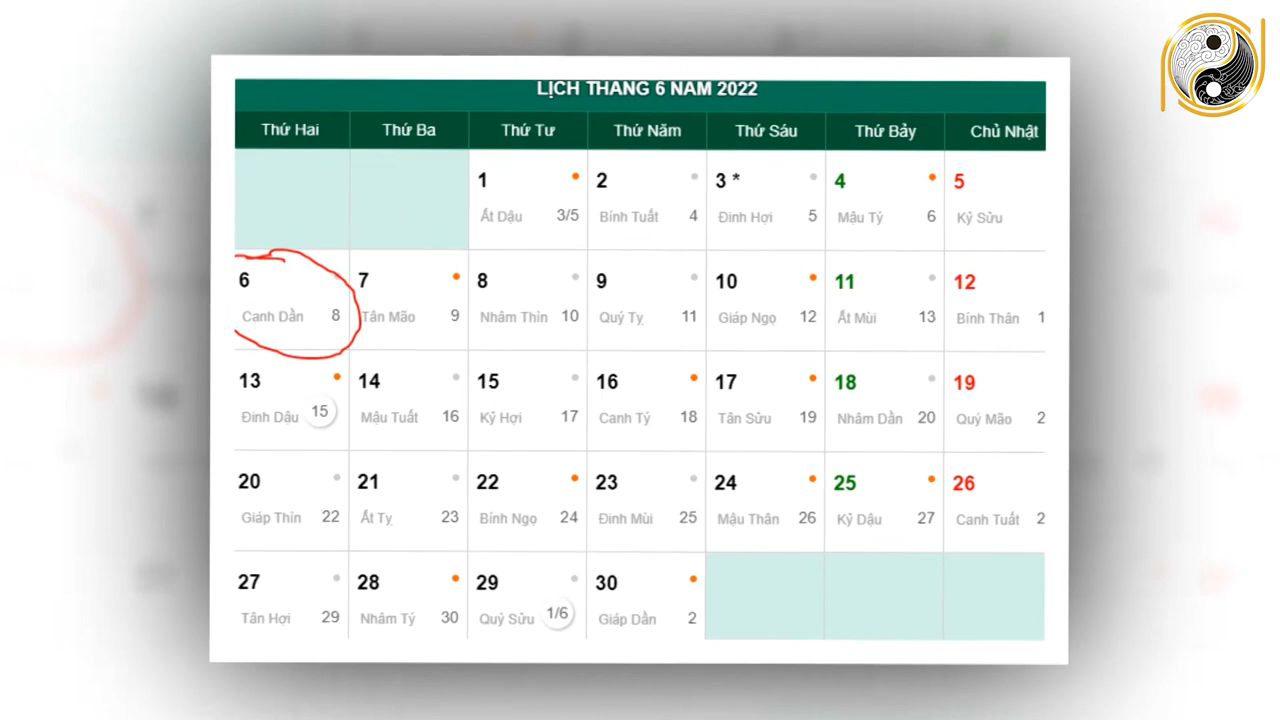 LỊCH THANG 6 NAM 2022
Thứ Hai Thứ Ba Thứ Tư Thứ Năm Thứ Sáu Thứ Bảy Chủ Nhật
1 2 3 * 4 5
Ất Dậu 3/5 Bính Tuất 4 Đinh Hợi 5 Mậu Tý 6 Kỷ Sửu
6 7 8 9 10 11 12
Canh Dần 8 Tân Mão 9 Nhâm Thìn 10 Quý Tỵ 11 Giáp Ngọ 12 Ất Mùi 13 Bính Thân 1
13 14 15 16 17 18 19
Đinh Dậu 15 Mậu Tuất 16 Kỷ Hợi 17 Canh Tý 18 Tân Sửu 19 Nhâm Dần 20 Quý Mão 2
20 21 22 23 24 25 26
Giáp Thìn 22 Ất Tỵ 23 Bính Ngọ 24 Đinh Mùi 25 Mậu Thân 26 Kỷ Dậu 27 Canh Tuất 2
27 28 29 30
Tân Hợi 29 Nhâm Tý 30 Quý Sửu 1/6 Giáp Dần 2